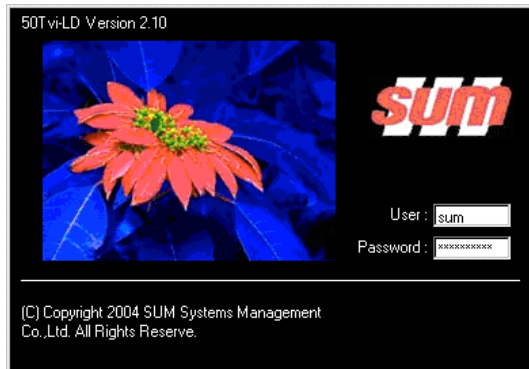 50Tvi-LD Version 2.10
sum
User : sum
Password : **********
(C) Copyright 2004 SUM Systems Management
Co.,Ltd. All Rights Reserve.